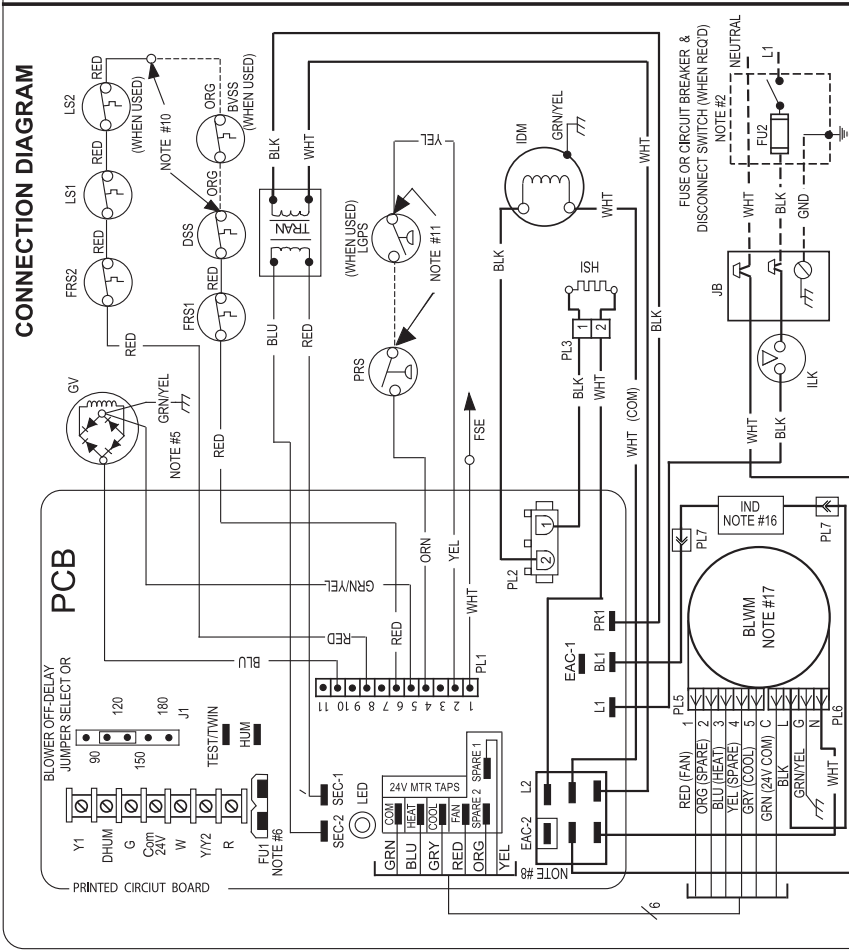 CONNECTION DIAGRAM
LS2
RED
(WHEN USED)
RED
LS1
RED
FRS2
RED
NOTE #10
ORG
BVSS
(WHEN USED)
ORG
DSS
RED
FRS1
RED
GV
GRN/YEL
NOTE #5
BLK
WHT
TRAN
BLU
RED
YEL
(WHEN USED)
LGPS
NOTE #11
PRS
FSE
IDM
GRN/YEL
WHT
BLK
HSI
PL3
1
2
BLK
WHT
WHT
BLK
WHT (COM)
FUSE OR CIRCUIT BREAKER &
DISCONNECT SWITCH (WHEN REQ'D)
NOTE #2
NEUTRAL
L1
FU2
WHT
BLK
GND
JB
ILK
WHT
BLK
PCB
BLOWER OFF-DELAY
JUMPER SELECT OR
90
120
150
180
J1
Y1
DHUM
G
Com
24V
W
Y/Y2
R
TEST/TWIN
HUM
FU1
NOTE #6
PRINTED CIRCIUT BOARD
BLU
RED
GRN/YEL
RED
ORN
YEL
WHT
11
10
9
8
7
6
5
4
3
2
1
PL1
PL2
2
1
SEC-2
SEC-1
LED
24V MTR TAPS
COM
HEAT
COOL
FAN
SPARE 2
SPARE 1
GRN
BLU
GRY
RED
ORG
YEL
EAC-1
L1
BL1
PR1
EAC-2
L2
NOTE #8
6
PL5
RED (FAN)
1
ORG (SPARE)
2
BLU (HEAT)
3
YEL (SPARE)
4
GRY (COOL)
5
GRN (24V COM)
C
BLK
L
GRN/YEL
G
WHT
N
PL6
BLWM
NOTE #17
IND
NOTE #16
PL7
PL7